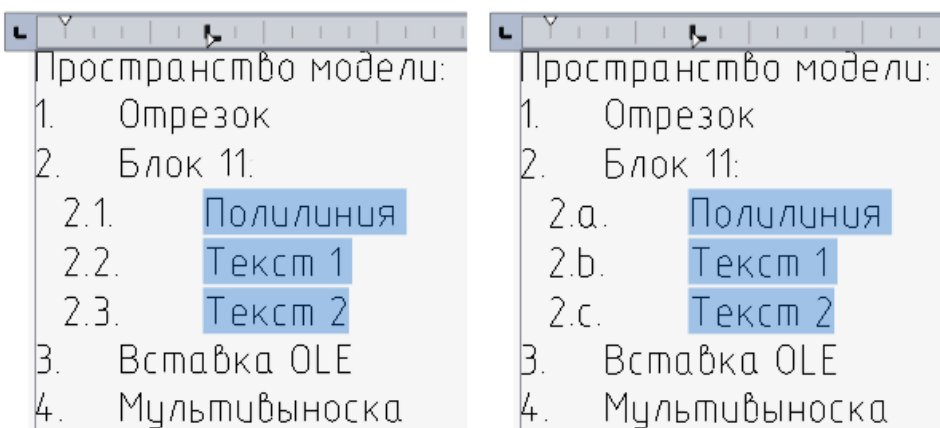 Пространство модели:
1. Отрезок
2. Блок 11:
2.1. Полилиния
2.2. Текст 1
2.3. Текст 2
3. Вставка OLE
4. Мультивыноска
Пространство модели:
1. Отрезок
2. Блок 11:
2.a. Полилиния
2.b. Текст 1
2.c. Текст 2
3. Вставка OLE
4. Мультивыноска